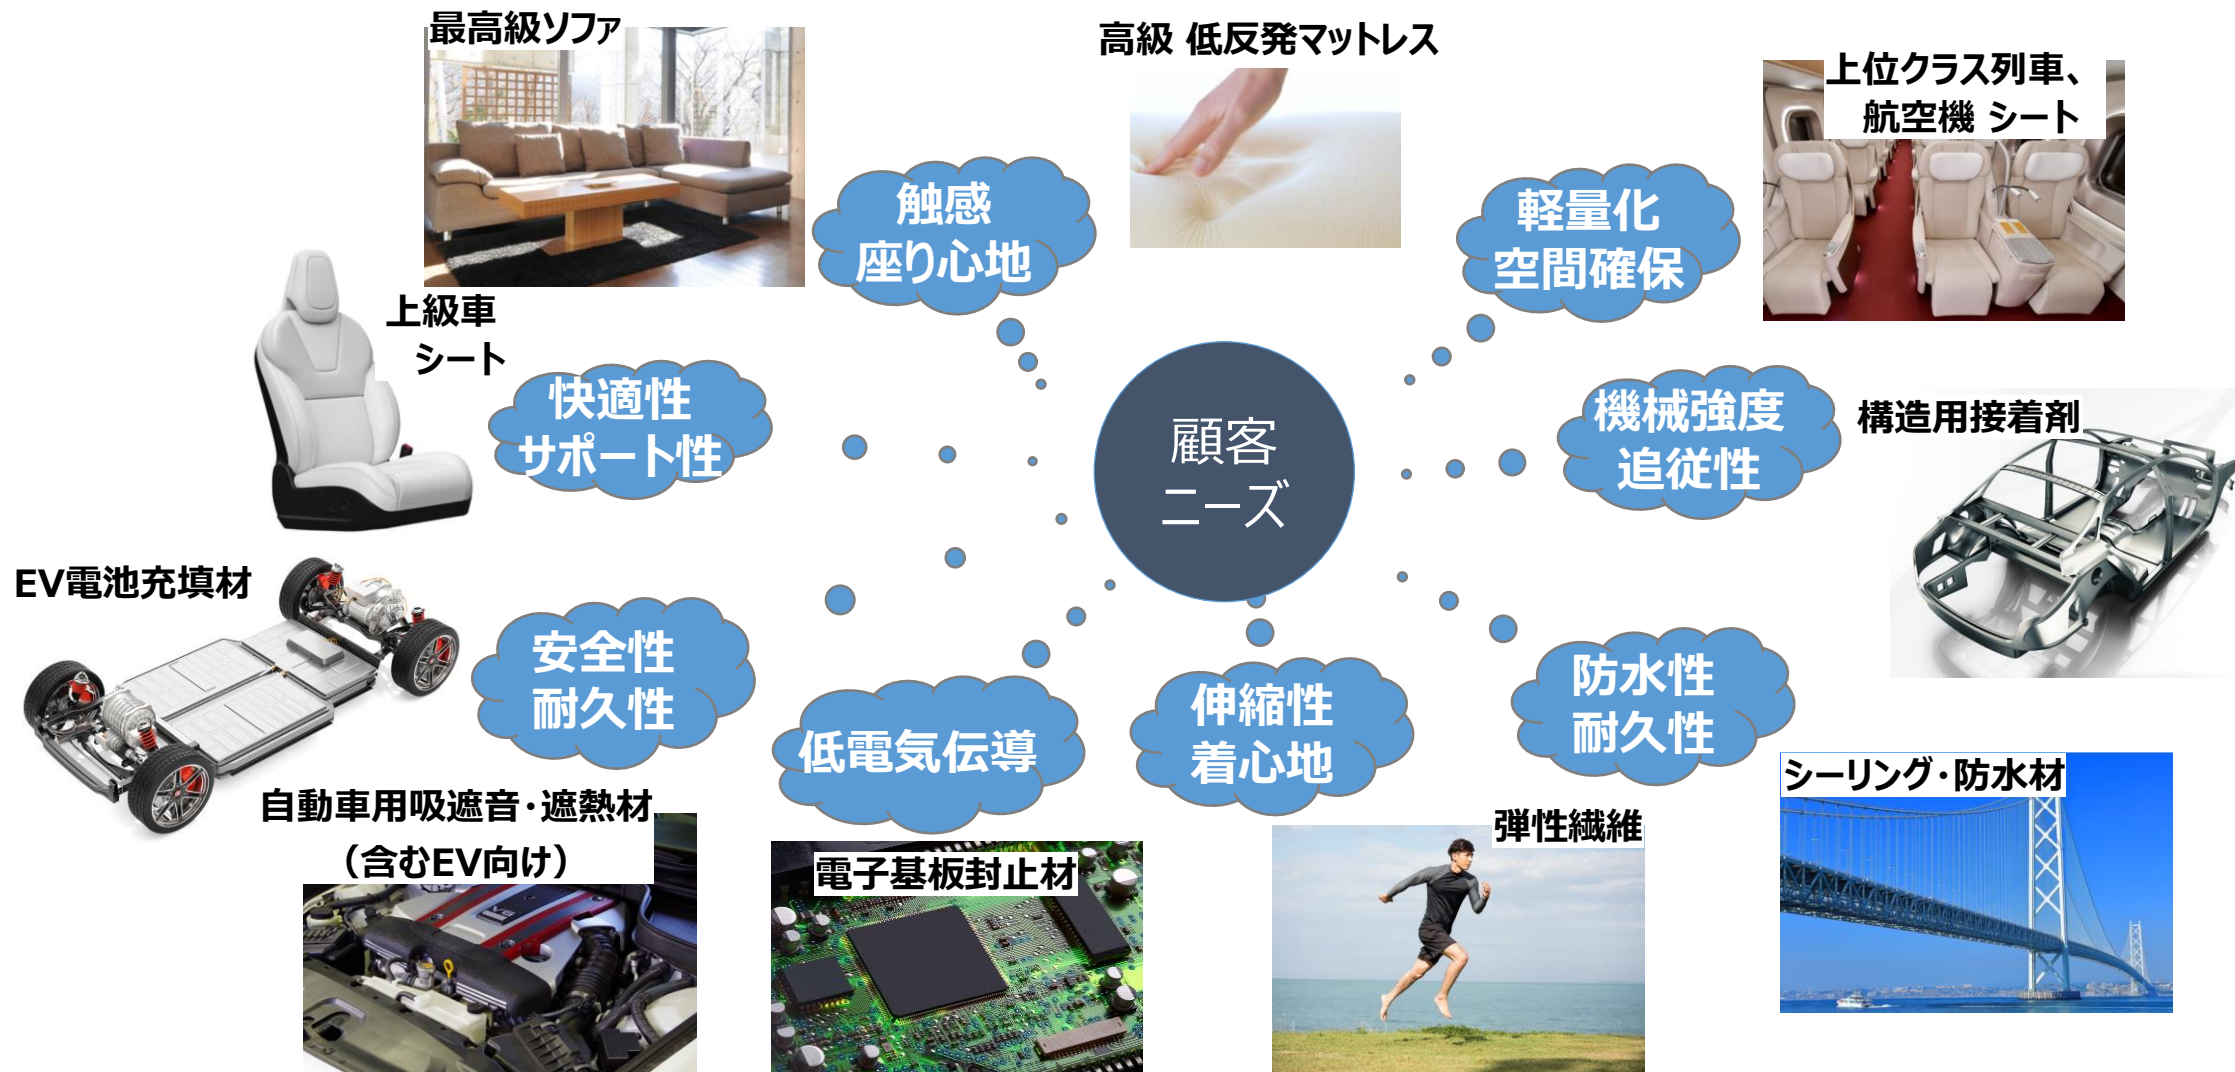 最高級ソファ
高級 低反発マットレス
上位クラス列車、
航空機 シート
触感
座り心地
軽量化
空間確保
上級車
シート
快適性
サポート性
顧客
ニーズ
機械強度
追従性
構造用接着剤
EV電池充填材
安全性
耐久性
低電気伝導
伸縮性
着心地
防水性
耐久性
自動車用吸遮音・遮熱材
（含むEV向け）
電子基板封止材
弾性繊維
シーリング・防水材